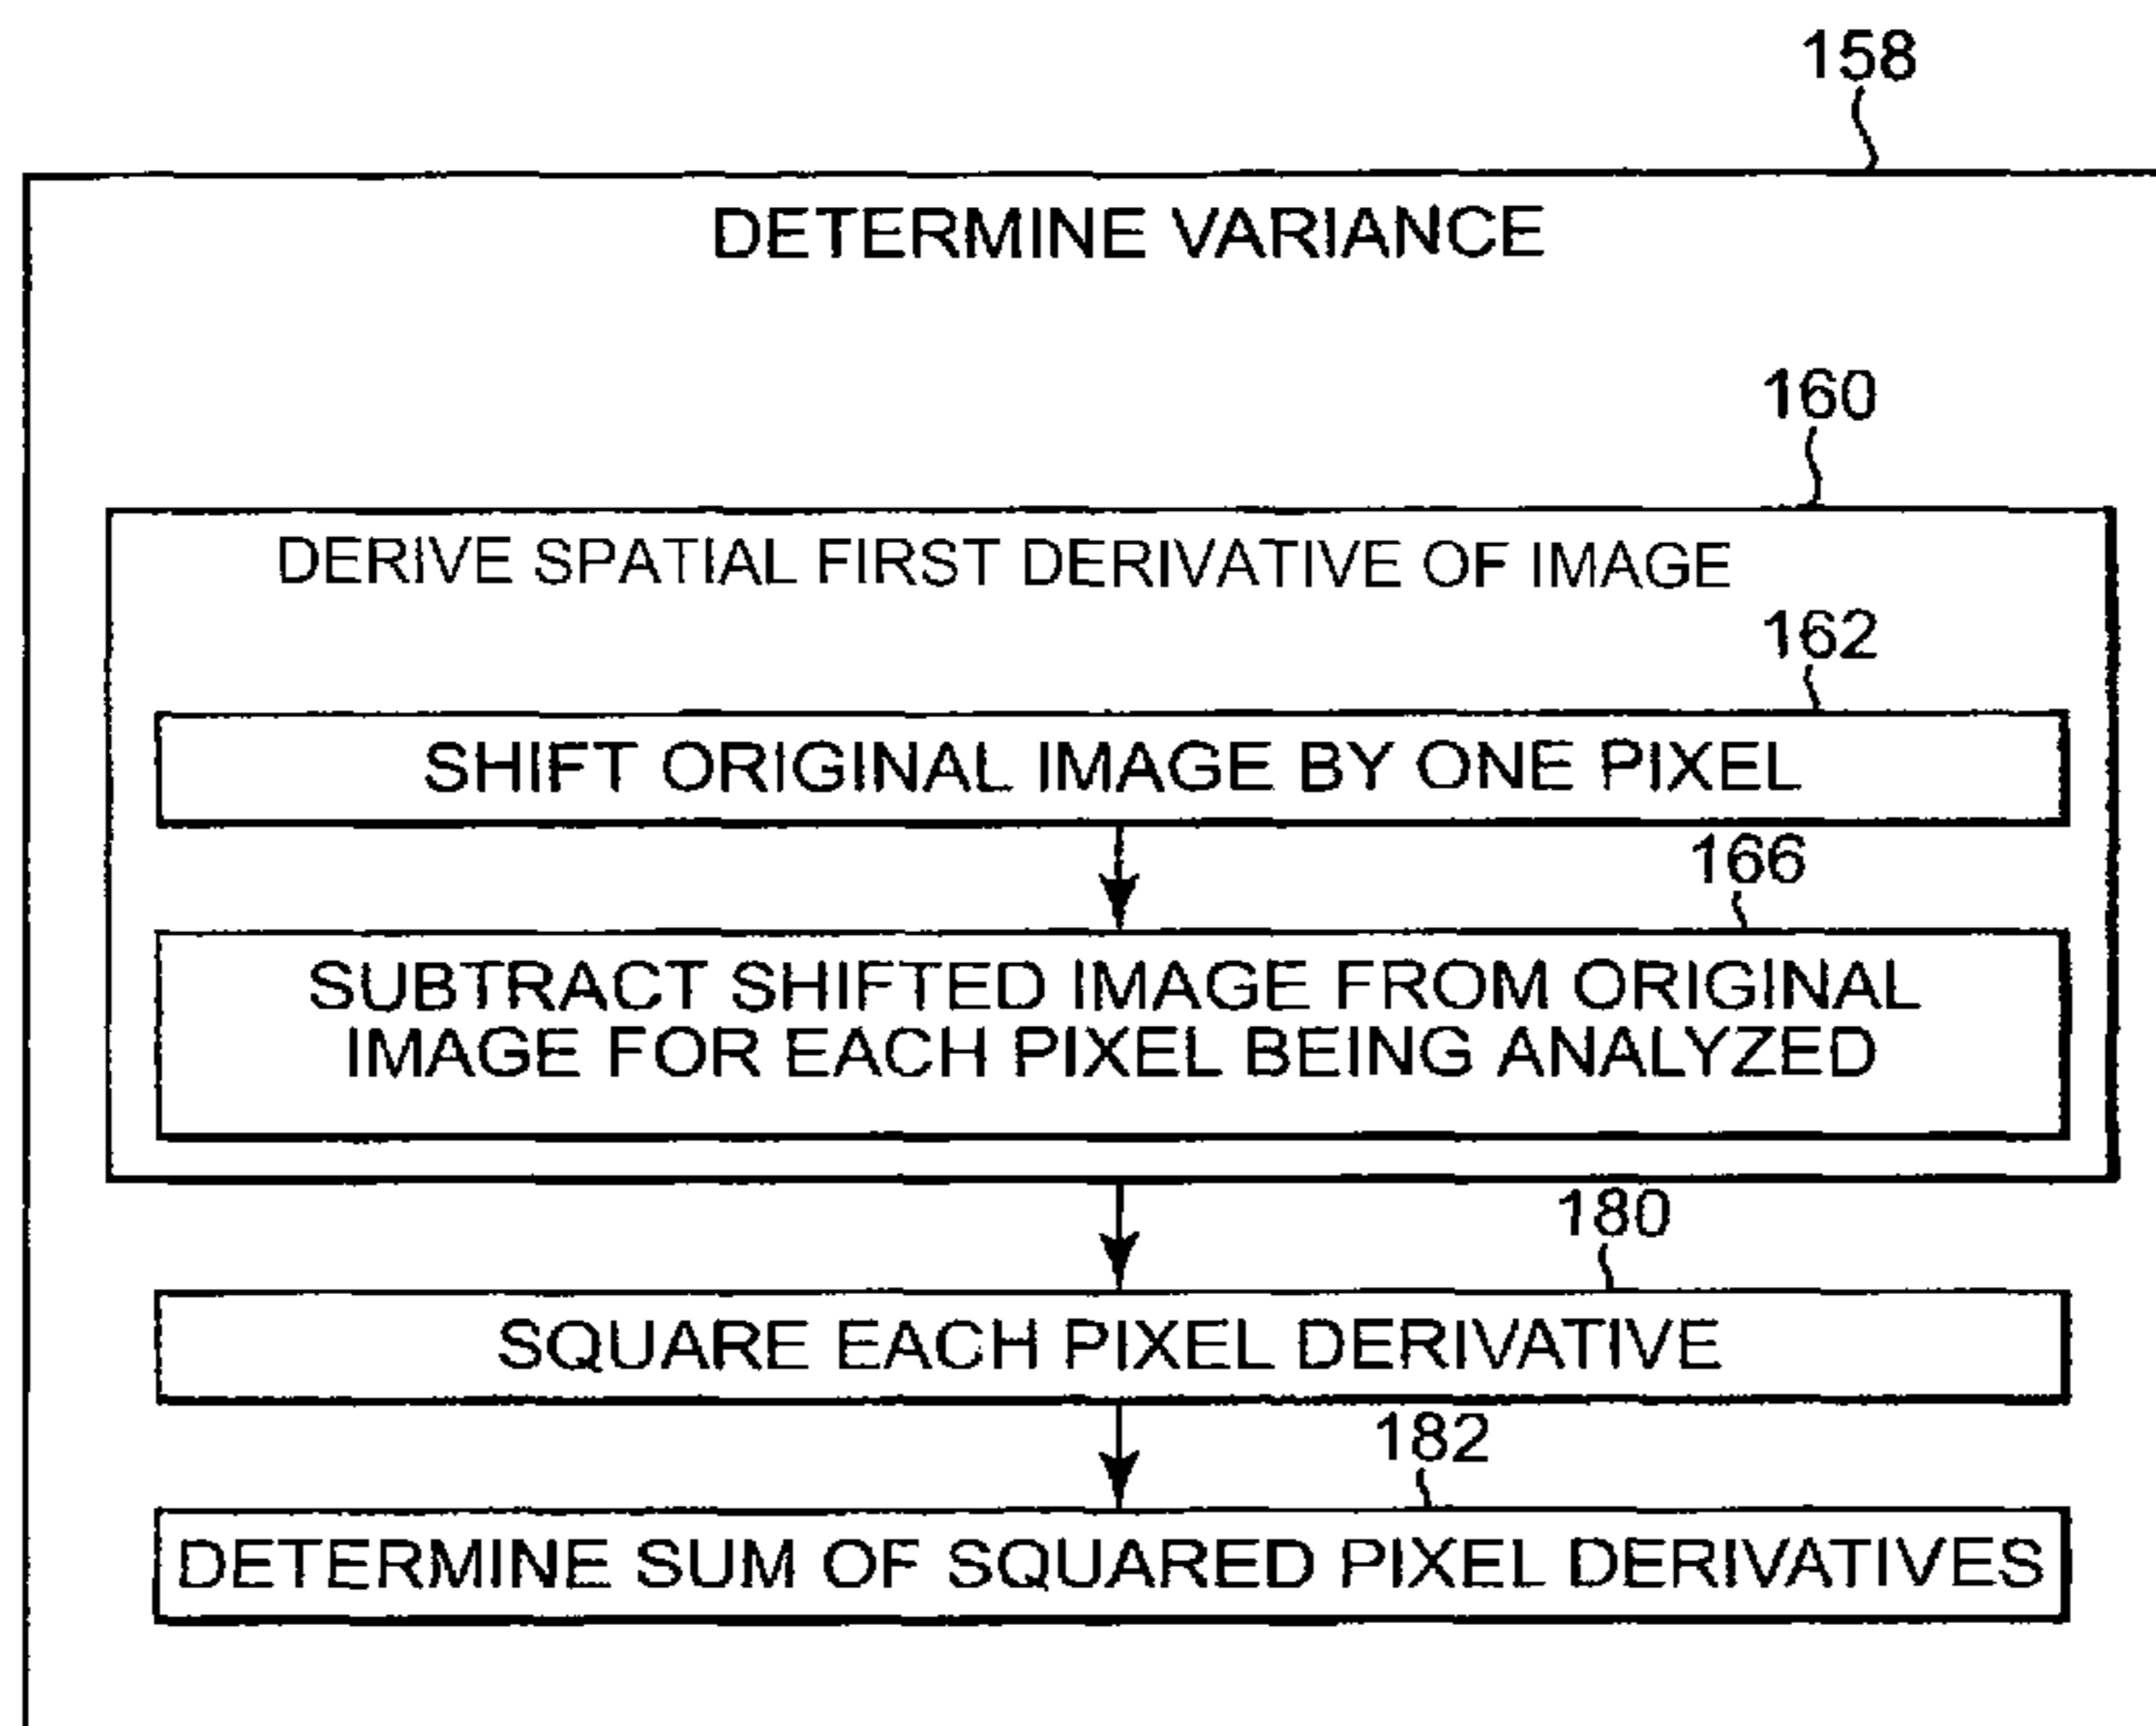 158
DETERMINE VARIANCE
160
DERIVE SPATIAL FIRST DERIVATIVE OF IMAGE
162
SHIFT ORIGINAL IMAGE BY ONE PIXEL
166
SUBTRACT SHIFTED IMAGE FROM ORIGINAL
IMAGE FOR EACH PIXEL BEING ANALYZED
180
SQUARE EACH PIXEL DERIVATIVE
182
DETERMINE SUM OF SQUARED PIXEL DERIVATIVES